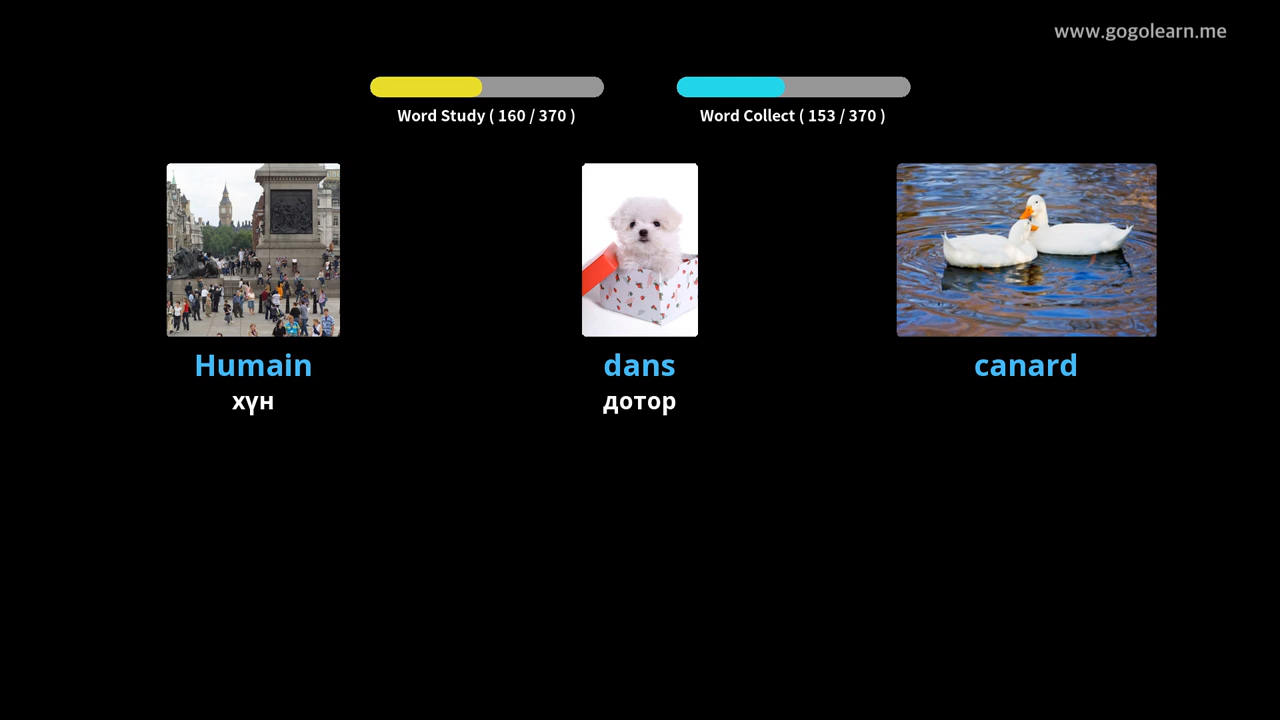 www.gogolearn.me
Word Study ( 160 / 370 )
Word Collect ( 153 / 370 )
Humain
хүн
dans
дотор
canard